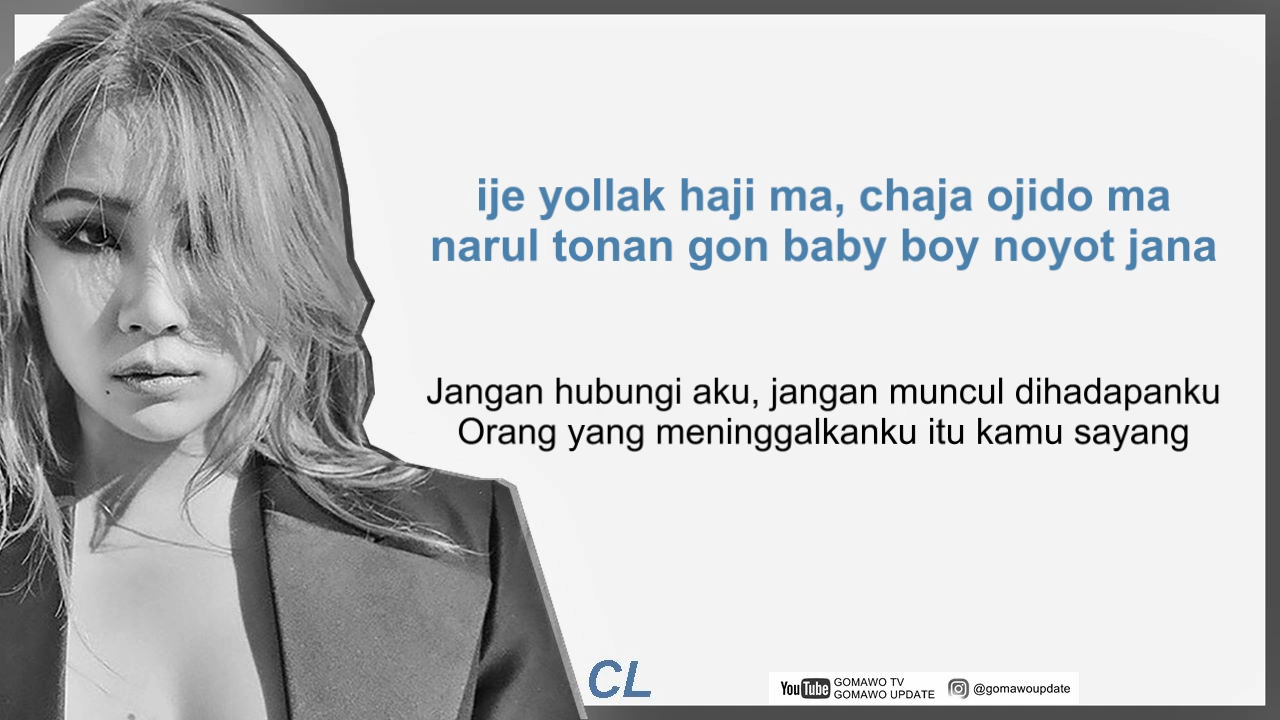 ije yollak haji ma, chaja ojido ma
narul tonan gon baby boy noyot jana
Jangan hubungi aku, jangan muncul dihadapanku
Orang yang meninggalkanku itu kamu sayang
CL
YouTube GOMAWO TV
GOMAWO UPDATE
@gomawoupdate